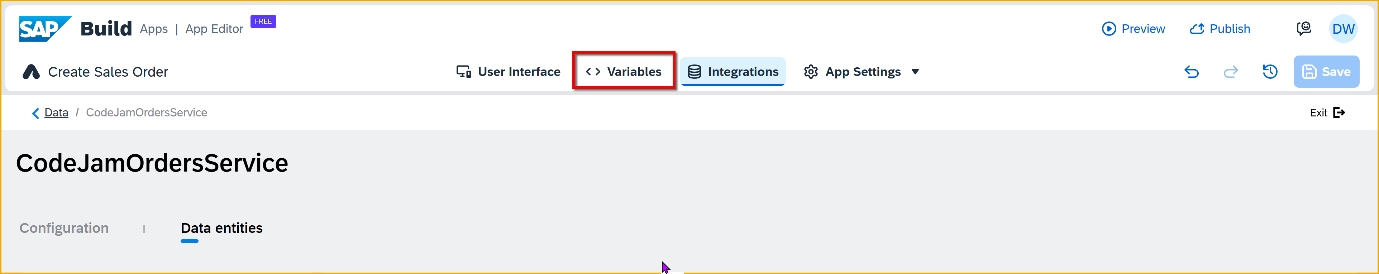 SAP Build Apps | App Editor FREE Preview Publish DW
Create Sales Order <> Variables User Interface Integrations App Settings Save
Data / CodeJamOrdersService Exit
CodeJamOrdersService
Configuration | Data entities